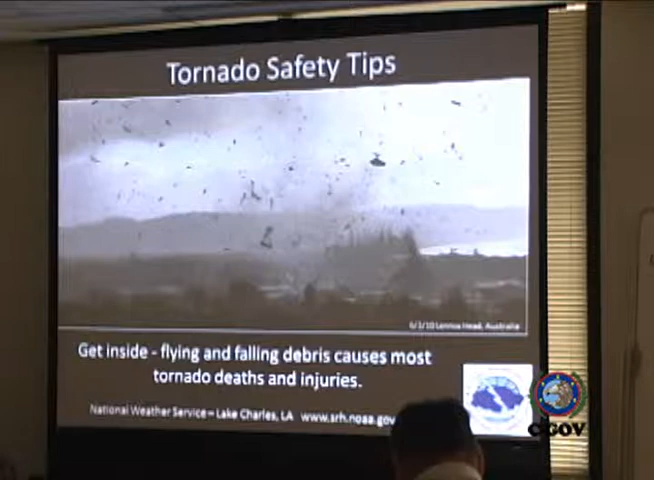 Tornado Safety Tips
6/3/10 Lennox Head, Australia
Get inside - flying and falling debris causes most
tornado deaths and injuries.
National Weather Service – Lake Charles, LA www.srh.noaa.gov
CGOV